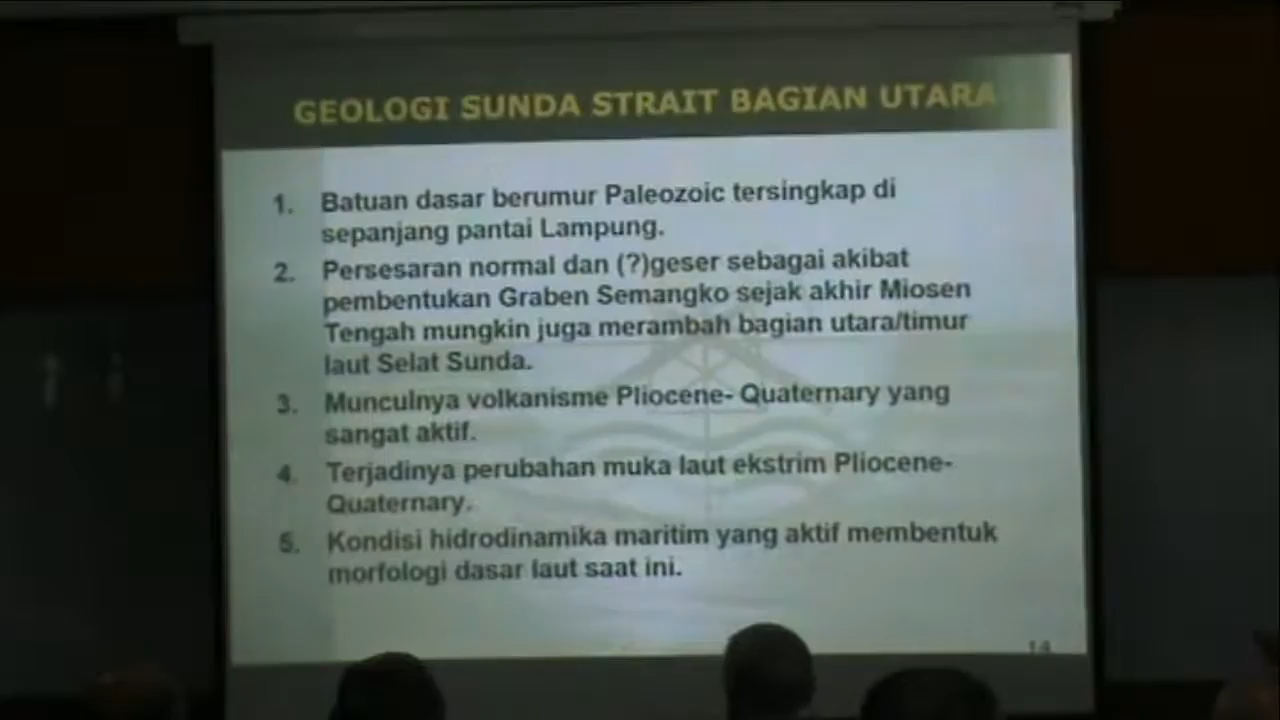 GEOLOGI SUNDA STRAIT BAGIAN UTARA
1. Batuan dasar berumur Paleozoic tersingkap di
sepanjang pantai Lampung.
2. Persesaran normal dan (?)geser sebagai akibat
pembentukan Graben Semangko sejak akhir Miosen
Tengah mungkin juga merambah bagian utara/timur
laut Selat Sunda.
3. Munculnya volkanisme Pliocene- Quaternary yang
sangat aktif.
4. Terjadinya perubahan muka laut ekstrim Pliocene-
Quaternary.
5. Kondisi hidrodinamika maritim yang aktif membentuk
morfologi dasar laut saat ini.
14